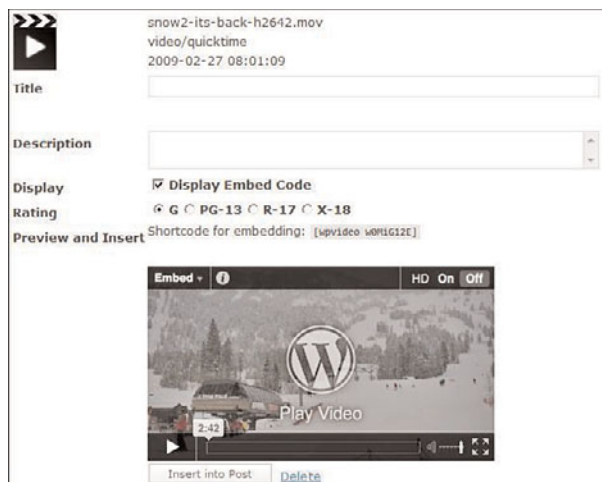 snow2-its-back-h2642.mov
video/quicktime
2009-02-27 08:01:09
Title
Description
Display Display Embed Code
Rating G PG-13 R-17 X-18
Preview and Insert Shortcode for embedding: [wpvideo w0MiG12E]
Embed HD On Off
Play Video
2:42
Insert into Post Delete